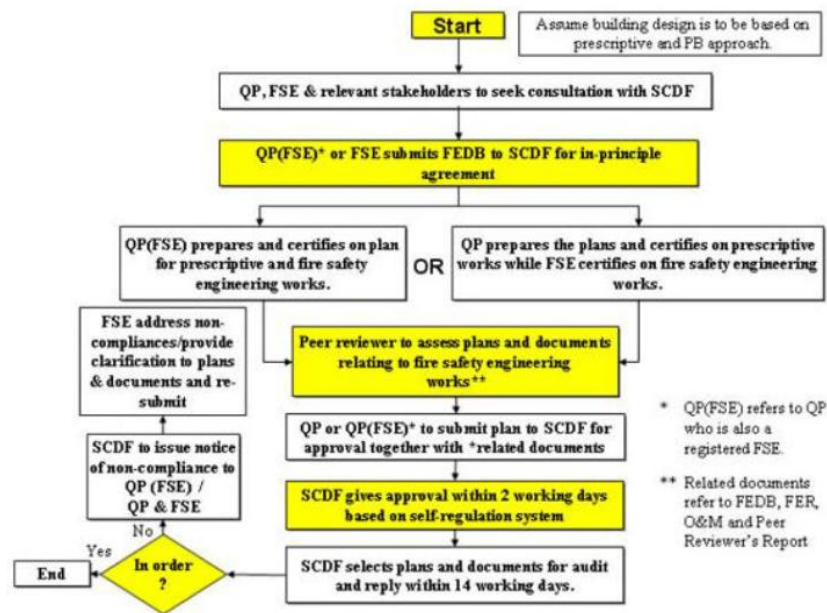 Start
Assume building design is to be based on
prescriptive and PB approach.
QP, FSE & relevant stakeholders to seek consultation with SCDF
QP(FSE)* or FSE submits FEDB to SCDF for in-principle
agreement
QP(FSE) prepares and certifies on plan
for prescriptive and fire safety
engineering works.
OR
QP prepares the plans and certifies on prescriptive
works while FSE certifies on fire safety engineering
works.
Peer reviewer to assess plans and documents
relating to fire safety engineering
works**
QP or QP(FSE)* to submit plan to SCDF for
approval together with *related documents
SCDF gives approval within 2 working days
based on self-regulation system
SCDF selects plans and documents for audit
and reply within 14 working days.
In order
?
Yes
End
No
SCDF to issue notice
of non-compliance to
QP (FSE) /
QP & FSE
FSE address non-
compliances/provide
clarification to plans
& documents and re-
submit
* QP(FSE) refers to QP
who is also a
registered FSE.
** Related documents
refer to FEDB, FER,
O&M and Peer
Reviewer's Report